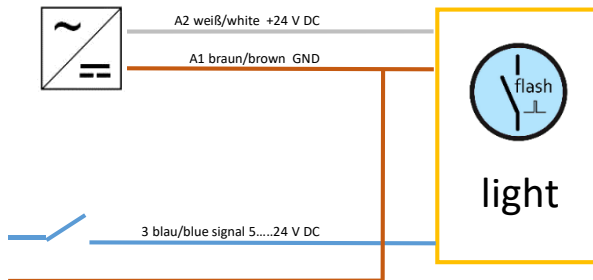 A2 weiß/white +24 V DC
A1 braun/brown GND
flash
light
3 blau/blue signal 5.....24 V DC